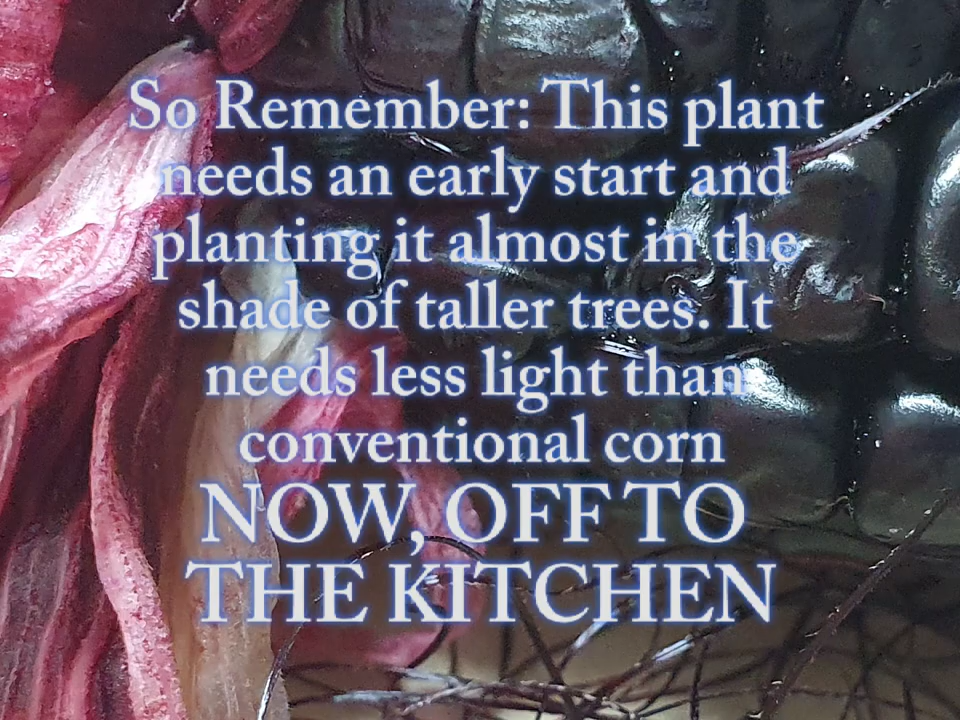 So Remember: This plant
needs an early start and
planting it almost in the
shade of taller trees. It
needs less light than
conventional corn
NOW, OFF TO
THE KITCHEN